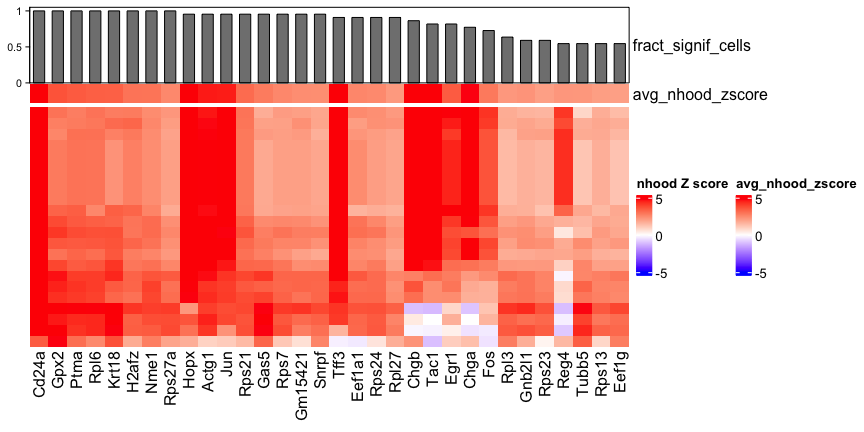 1
0.5
0
fract_signif_cells
avg_nhood_zscore
nhood Z score
5
0
-5
avg_nhood_zscore
5
0
-5
Cd24a
Gpx2
Ptma
Rpl6
Krt18
H2afz
Nme1
Rps27a
Hopx
Actg1
Jun
Rps21
Gas5
Rps7
Gm15421
Snrpf
Tff3
Eef1a1
Rps24
Rpl27
Chgb
Tac1
Egr1
Chga
Fos
Rpl3
Gnb2l1
Rps23
Reg4
Tubb5
Rps13
Eef1g